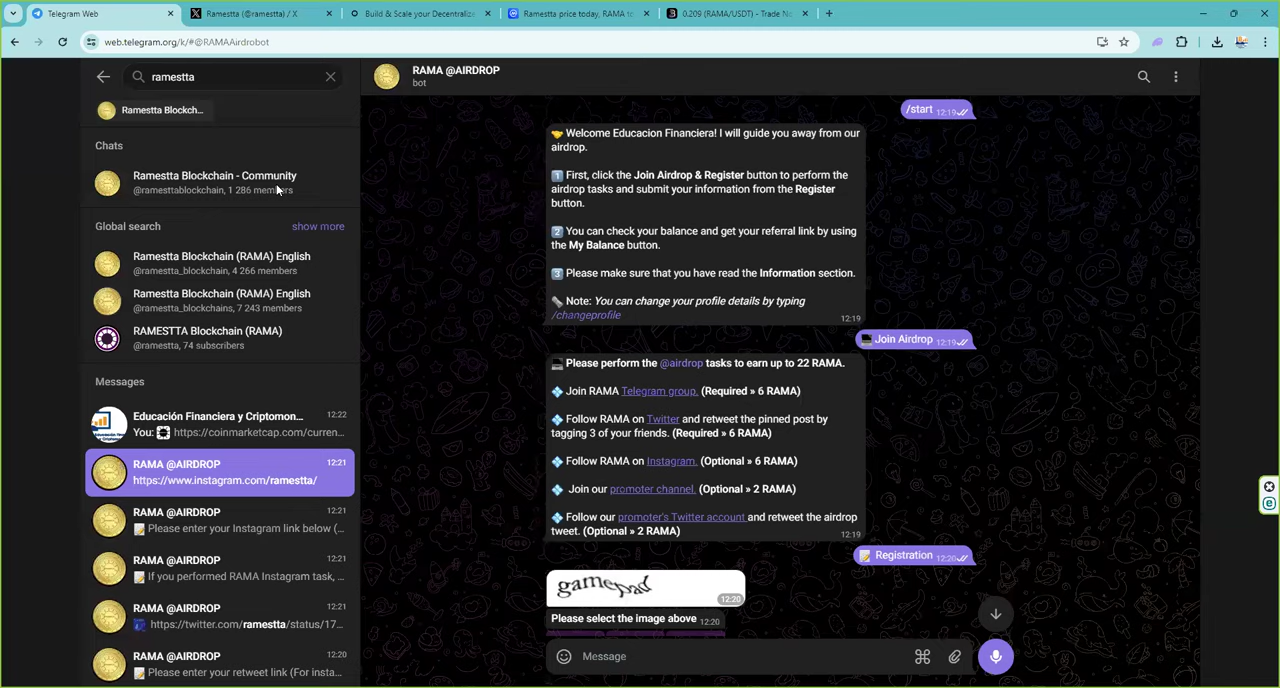 Telegram Web
Ramestta (@ramestta) / X
Build & Scale your Decentralize
Ramestta price today, RAMA to
0.209 (RAMA/USDT) - Trade No
web.telegram.org/k/#@RAMAAirdrobot
ramestta
Ramestta Blockch...
Chats
Ramestta Blockchain - Community
@ramesttablockchain, 1 286 members
Global search
show more
Ramestta Blockchain (RAMA) English
@ramestta_blockchain, 4 266 members
Ramestta Blockchain (RAMA) English
@ramestta_blockchains, 7 243 members
RAMESTTA Blockchain (RAMA)
@ramestta, 74 subscribers
Messages
Educación Financiera y Criptomon...
12:22
You: https://coinmarketcap.com/curren...
RAMA @AIRDROP
12:21
https://www.instagram.com/ramestta/
RAMA @AIRDROP
12:21
Please enter your Instagram link below (...
RAMA @AIRDROP
12:21
If you performed RAMA Instagram task, ...
RAMA @AIRDROP
12:21
https://twitter.com/ramestta/status/17...
RAMA @AIRDROP
12:20
Please enter your retweet link (For insta...
RAMA @AIRDROP
bot
/start 12:19
Welcome Educacion Financiera! I will guide you away from our
airdrop.
1 First, click the Join Airdrop & Register button to perform the
airdrop tasks and submit your information from the Register
button.
2 You can check your balance and get your referral link by using
the My Balance button.
3 Please make sure that you have read the Information section.
Note: You can change your profile details by typing
/changeprofile
12:19
Join Airdrop 12:19
Please perform the @airdrop tasks to earn up to 22 RAMA.
Join RAMA Telegram group. (Required » 6 RAMA)
Follow RAMA on Twitter and retweet the pinned post by
tagging 3 of your friends. (Required » 6 RAMA)
Follow RAMA on Instagram. (Optional » 6 RAMA)
Join our promoter channel. (Optional » 2 RAMA)
Follow our promoter's Twitter account and retweet the airdrop
tweet. (Optional » 2 RAMA)
12:19
Registration 12:20
gamepad
12:20
Please select the image above 12:20
Message